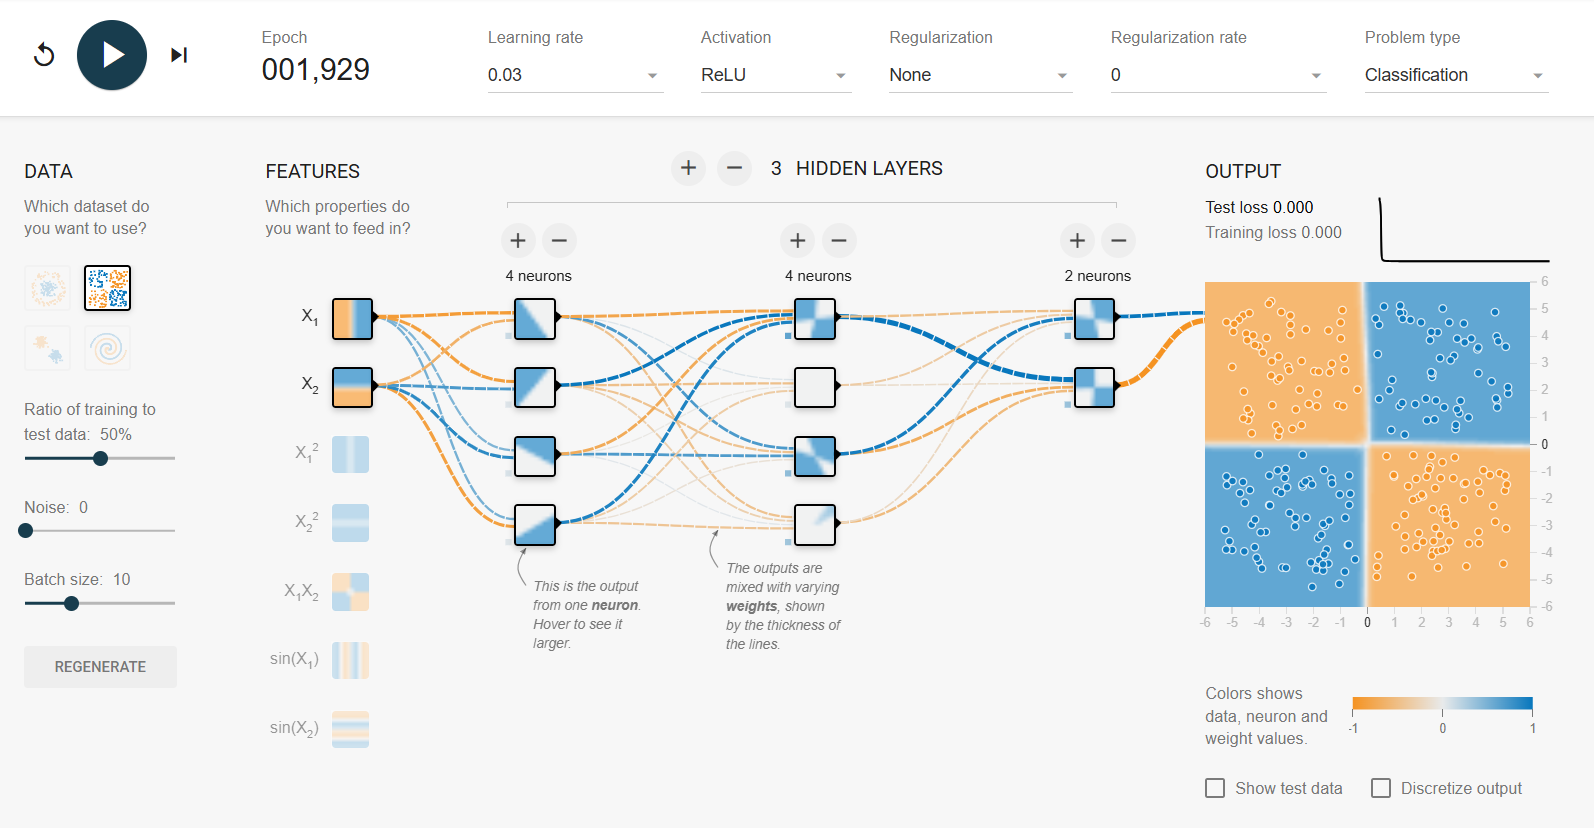 Epoch
001,929
Learning rate
0.03
Activation
ReLU
Regularization
None
Regularization rate
0
Problem type
Classification
DATA
Which dataset do
you want to use?
Ratio of training to
test data: 50%
Noise: 0
Batch size: 10
REGENERATE
FEATURES
Which properties do
you want to feed in?
X1
X2
X1^2
X2^2
X1X2
sin(X1)
sin(X2)
+ − 3 HIDDEN LAYERS
+ −
4 neurons
+ −
4 neurons
+ −
2 neurons
This is the output
from one neuron.
Hover to see it
larger.
The outputs are
mixed with varying
weights, shown
by the thickness of
the lines.
OUTPUT
Test loss 0.000
Training loss 0.000
6
5
4
3
2
1
0
-1
-2
-3
-4
-5
-6
-6 -5 -4 -3 -2 -1 0 1 2 3 4 5 6
Colors shows
data, neuron and
weight values.
-1 0 1
Show test data
Discretize output